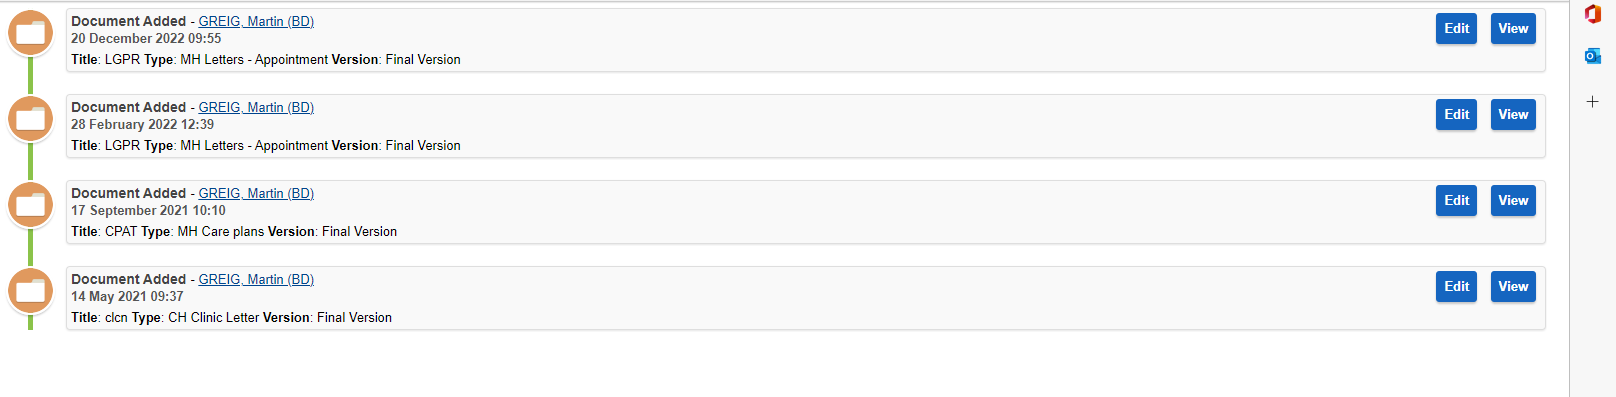 Document Added - GREIG, Martin (BD)
20 December 2022 09:55
Title: LGPR Type: MH Letters - Appointment Version: Final Version
Edit View
Document Added - GREIG, Martin (BD)
28 February 2022 12:39
Title: LGPR Type: MH Letters - Appointment Version: Final Version
Edit View
Document Added - GREIG, Martin (BD)
17 September 2021 10:10
Title: CPAT Type: MH Care plans Version: Final Version
Edit View
Document Added - GREIG, Martin (BD)
14 May 2021 09:37
Title: clcn Type: CH Clinic Letter Version: Final Version
Edit View